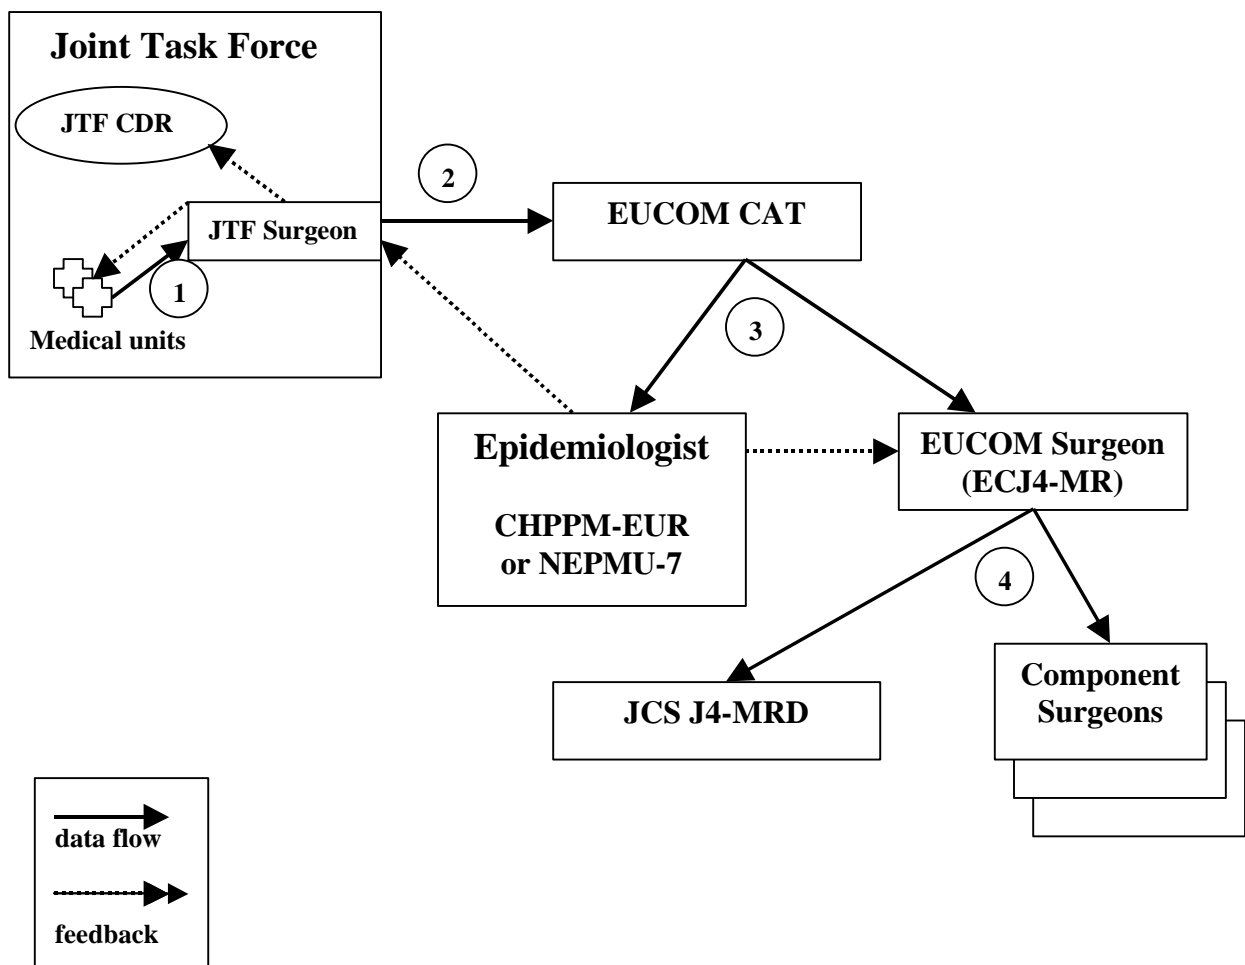 Joint Task Force
JTF CDR
2
EUCOM CAT
JTF Surgeon
1
3
Medical units
Epidemiologist
CHPPM-EUR
or NEPMU-7
EUCOM Surgeon
(ECJ4-MR)
4
JCS J4-MRD
Component
Surgeons
data flow
feedback